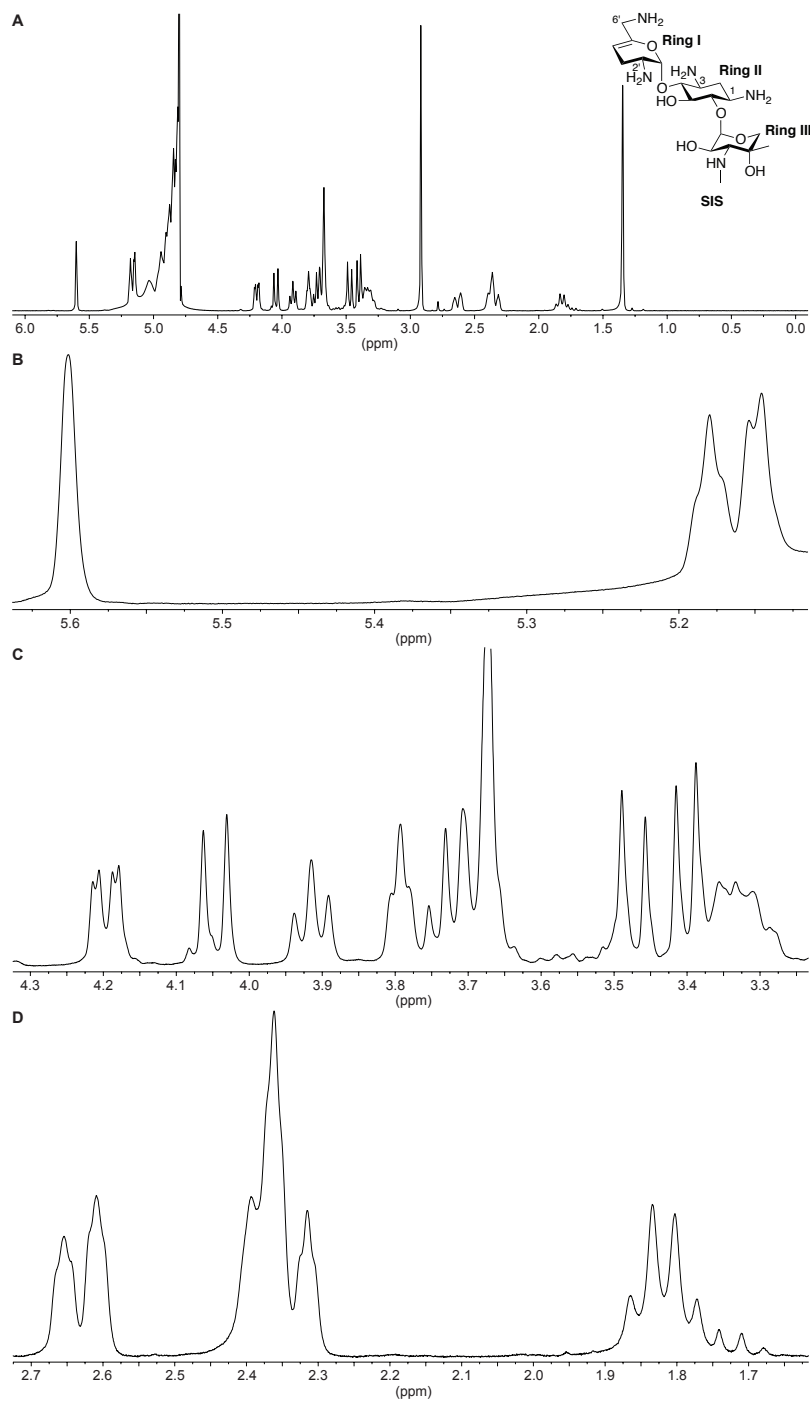 A
6'
NH₂
O
Ring I
2'
H₂N
H₂N
3
Ring II
O
1
NH₂
HO
O
O
Ring III
HO
HN
OH
SIS
6.0 5.5 5.0 4.5 4.0 3.5 3.0 2.5 2.0 1.5 1.0 0.5 0.0
(ppm)
B
5.6 5.5 5.4 5.3 5.2
(ppm)
C
4.3 4.2 4.1 4.0 3.9 3.8 3.7 3.6 3.5 3.4 3.3
(ppm)
D
2.7 2.6 2.5 2.4 2.3 2.2 2.1 2.0 1.9 1.8 1.7
(ppm)